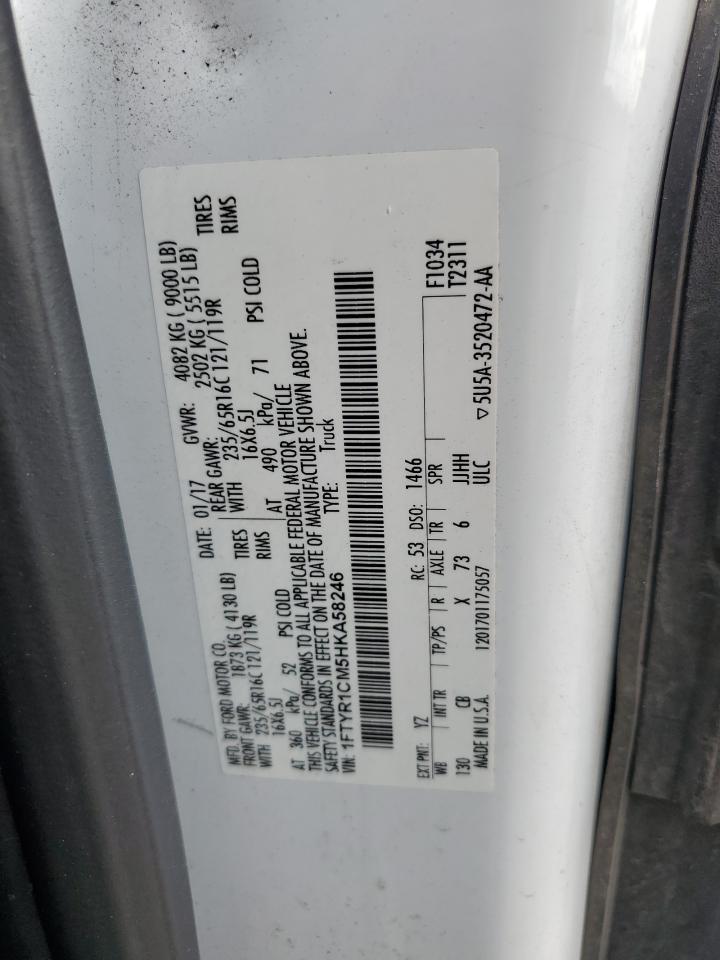 MFD. BY FORD MOTOR CO. DATE: 01/17 GVWR: 4082 KG ( 9000 LB)
FRONT GAWR: 1873 KG ( 4130 LB) REAR GAWR: 2502 KG ( 5515 LB)
WITH 235/65R16C 121/119R TIRES WITH 235/65R16C 121/119R TIRES
16X6.5J RIMS 16X6.5J RIMS
AT 360 kPa/ 52 PSI COLD AT 490 kPa/ 71 PSI COLD
THIS VEHICLE CONFORMS TO ALL APPLICABLE FEDERAL MOTOR VEHICLE
SAFETY STANDARDS IN EFFECT ON THE DATE OF MANUFACTURE SHOWN ABOVE.
VIN: 1FTYR1CM5HKA58246 TYPE: Truck
EXT PNT: YZ RC: 53 DSO: 1466 F1034
WB INT TR TP/PS R AXLE TR SPR T2311
130 CB X 73 6 JJHH
MADE IN U.S.A. 1201701175057 ULC ▽5U5A-3520472-AA